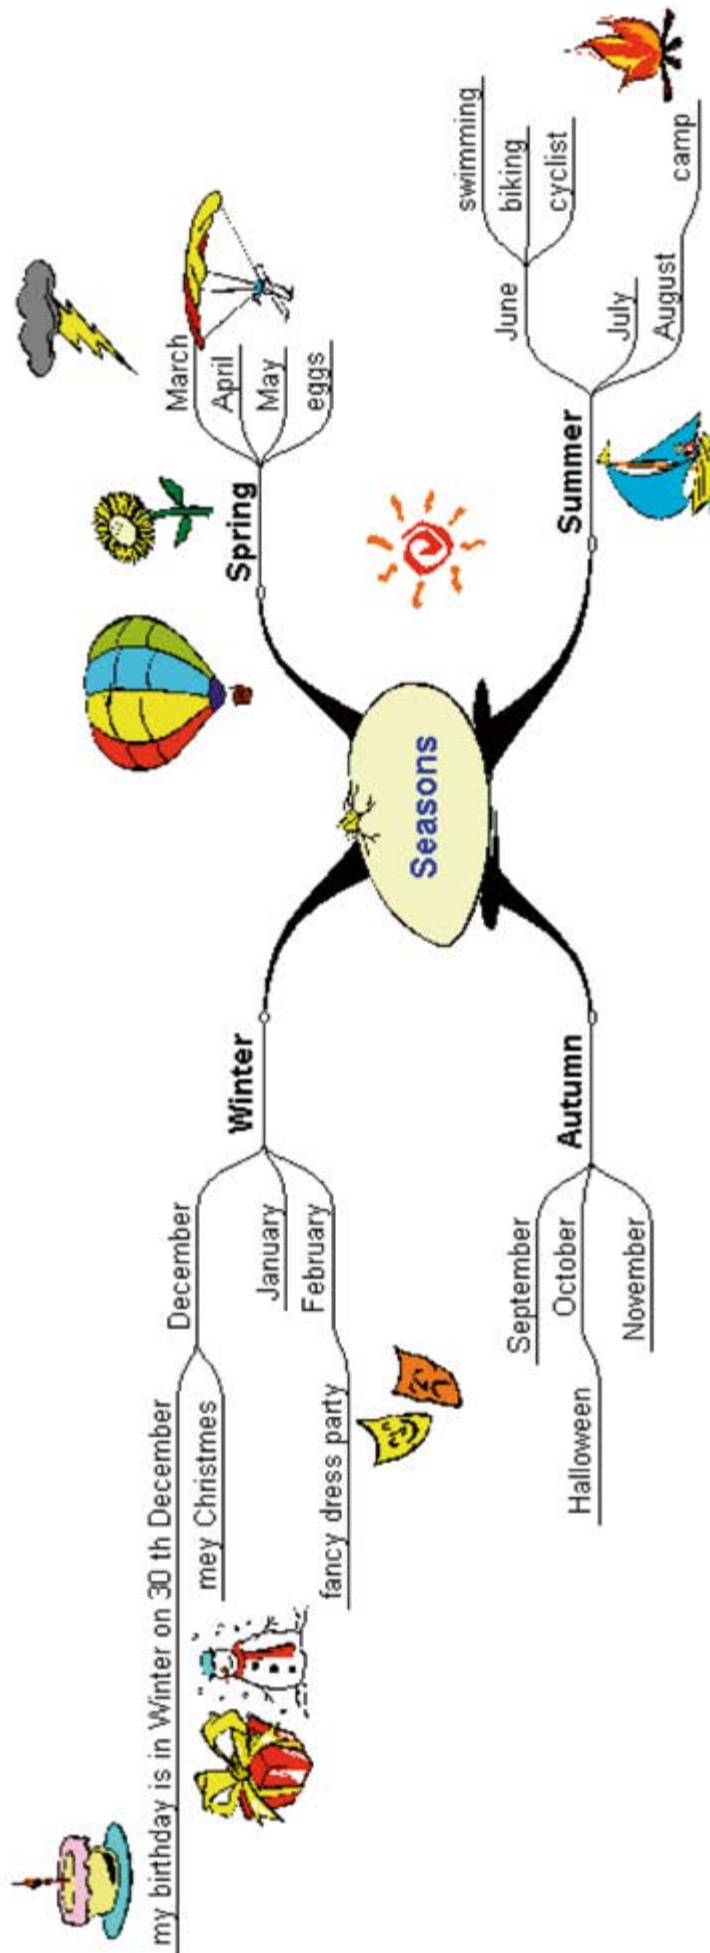 Seasons
Winter
December
my birthday is in Winter on 30 th December
mey Christmes
January
February
fancy dress party
Spring
March
April
May
eggs
Autumn
September
October
Halloween
November
Summer
June
swimming
biking
cyclist
July
August
camp